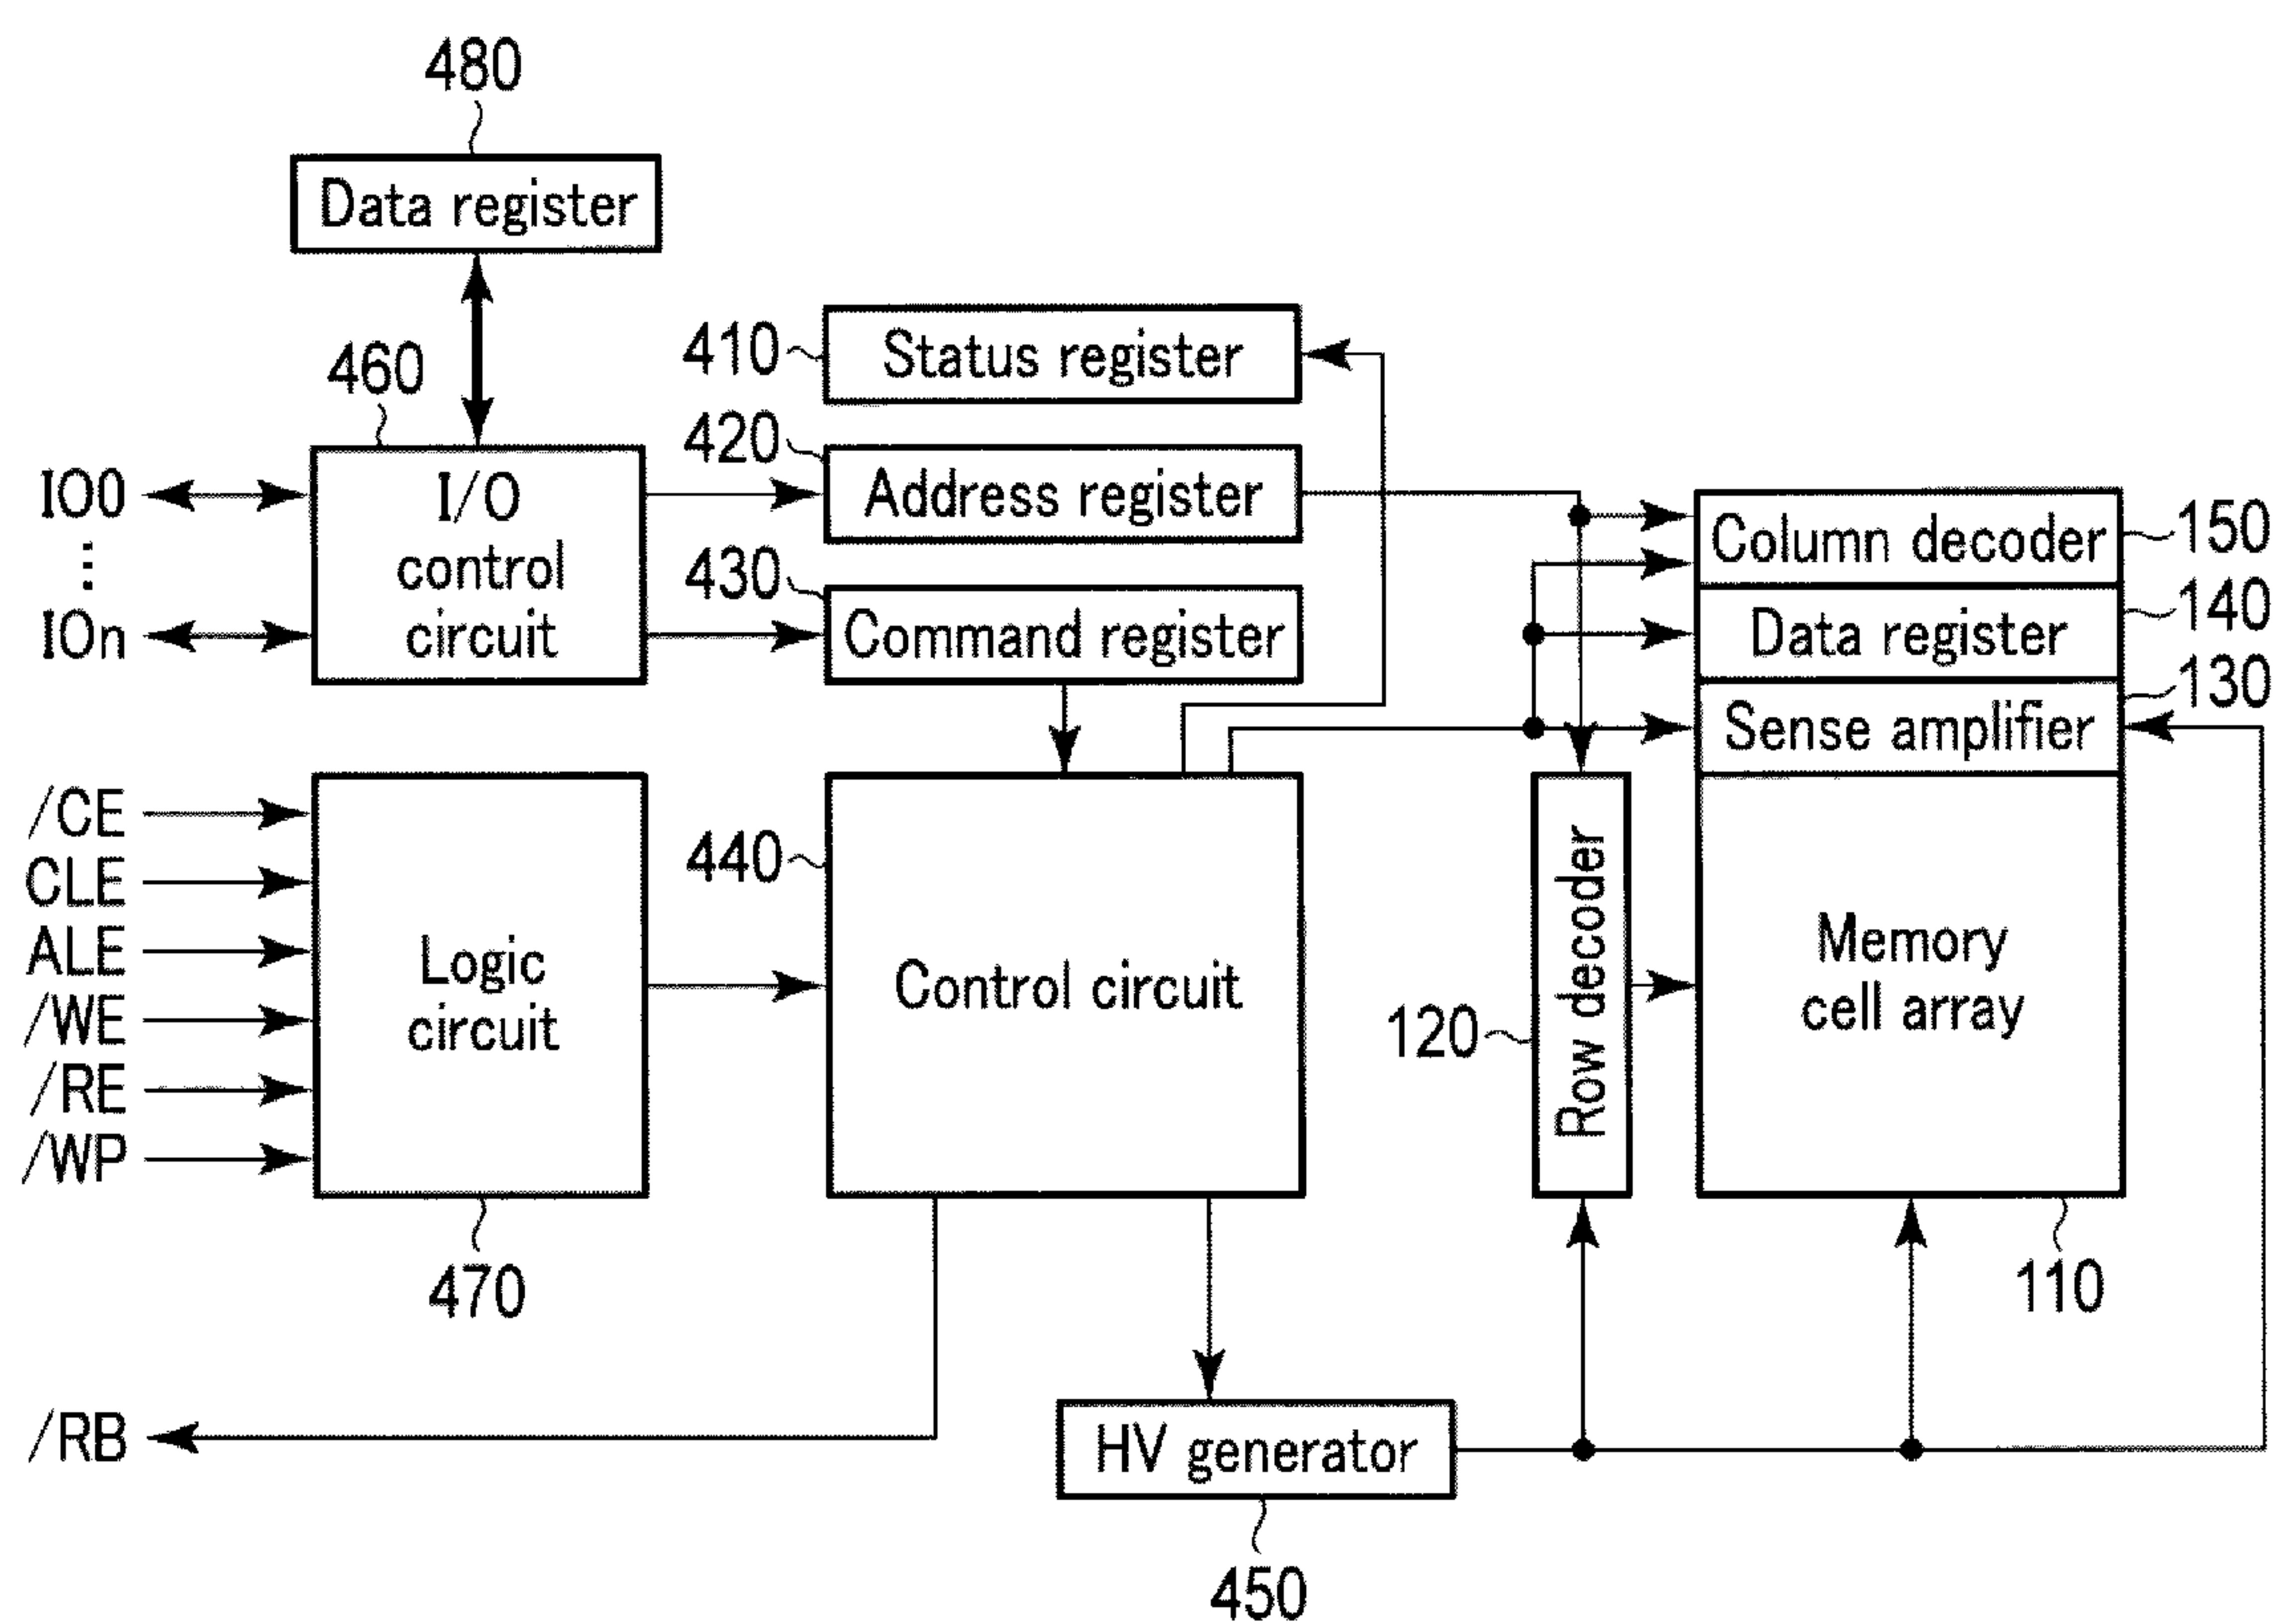 480
Data register
460
410
Status register
420
IO0
⋮
IOn
I/O
control
circuit
Address register
430
Command register
Column decoder
150
Data register
140
Sense amplifier
130
/CE
CLE
ALE
/WE
/RE
/WP
Logic
circuit
470
440
Control circuit
120
Row decoder
Memory
cell array
110
/RB
HV generator
450